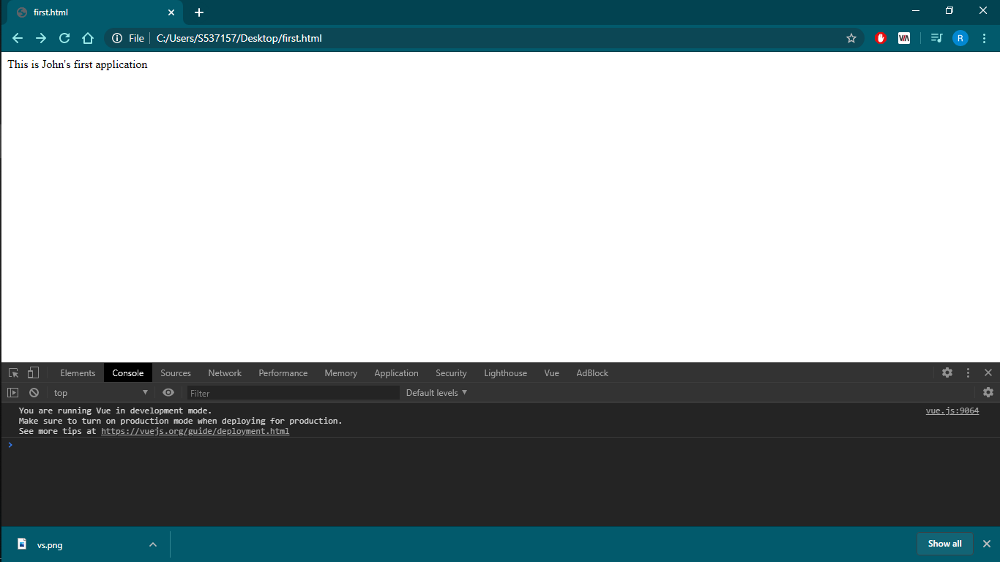 first.html
File C:/Users/S537157/Desktop/first.html
VIA
R
This is John's first application
Elements Console Sources Network Performance Memory Application Security Lighthouse Vue AdBlock
top Filter Default levels
You are running Vue in development mode. vue.js:9064
Make sure to turn on production mode when deploying for production.
See more tips at https://vuejs.org/guide/deployment.html
vs.png Show all